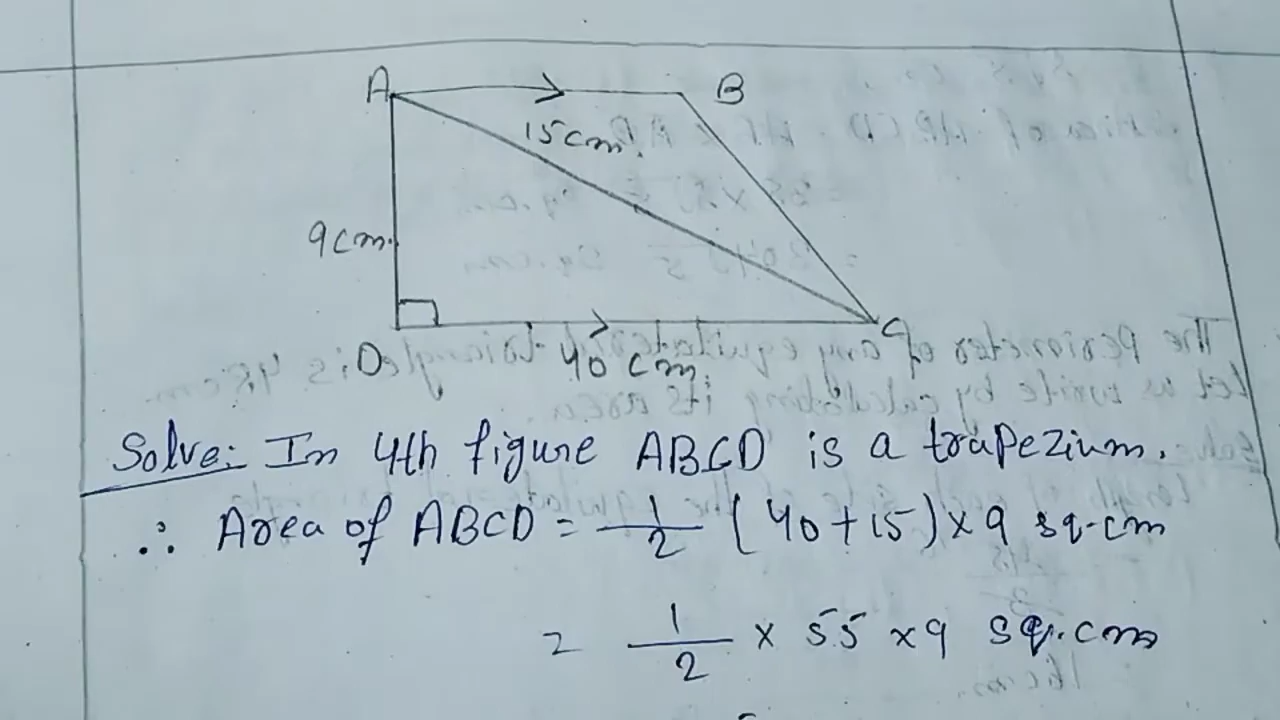 A B
15cm.
9cm.
D C
40 cm.
Solve: In 4th figure ABCD is a trapezium.
∴ Area of ABCD = 1/2 (40+15)×9 sq.cm
= 1/2 × 55 ×9 sq.cm